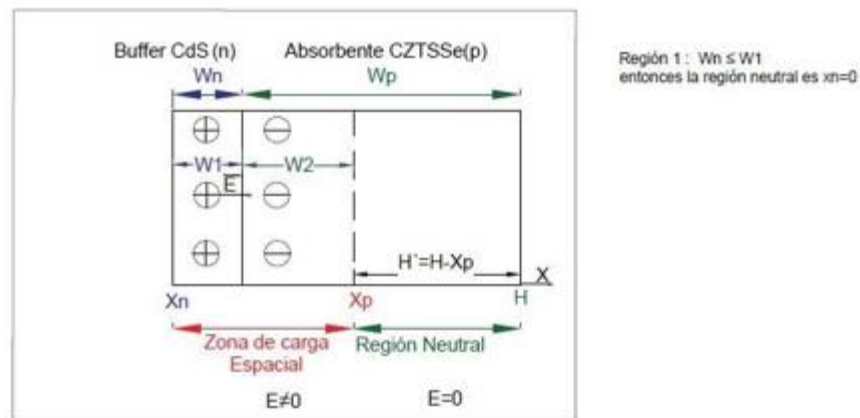 Buffer CdS (n) Absorbente CZTSSe(p)
Wn Wp
W1 W2
E
H`=H-Xp X
Xn Xp H
Zona de carga Espacial
Región Neutral
E≠0 E=0
Región 1 : Wn ≤ W1
entonces la región neutral es xn=0